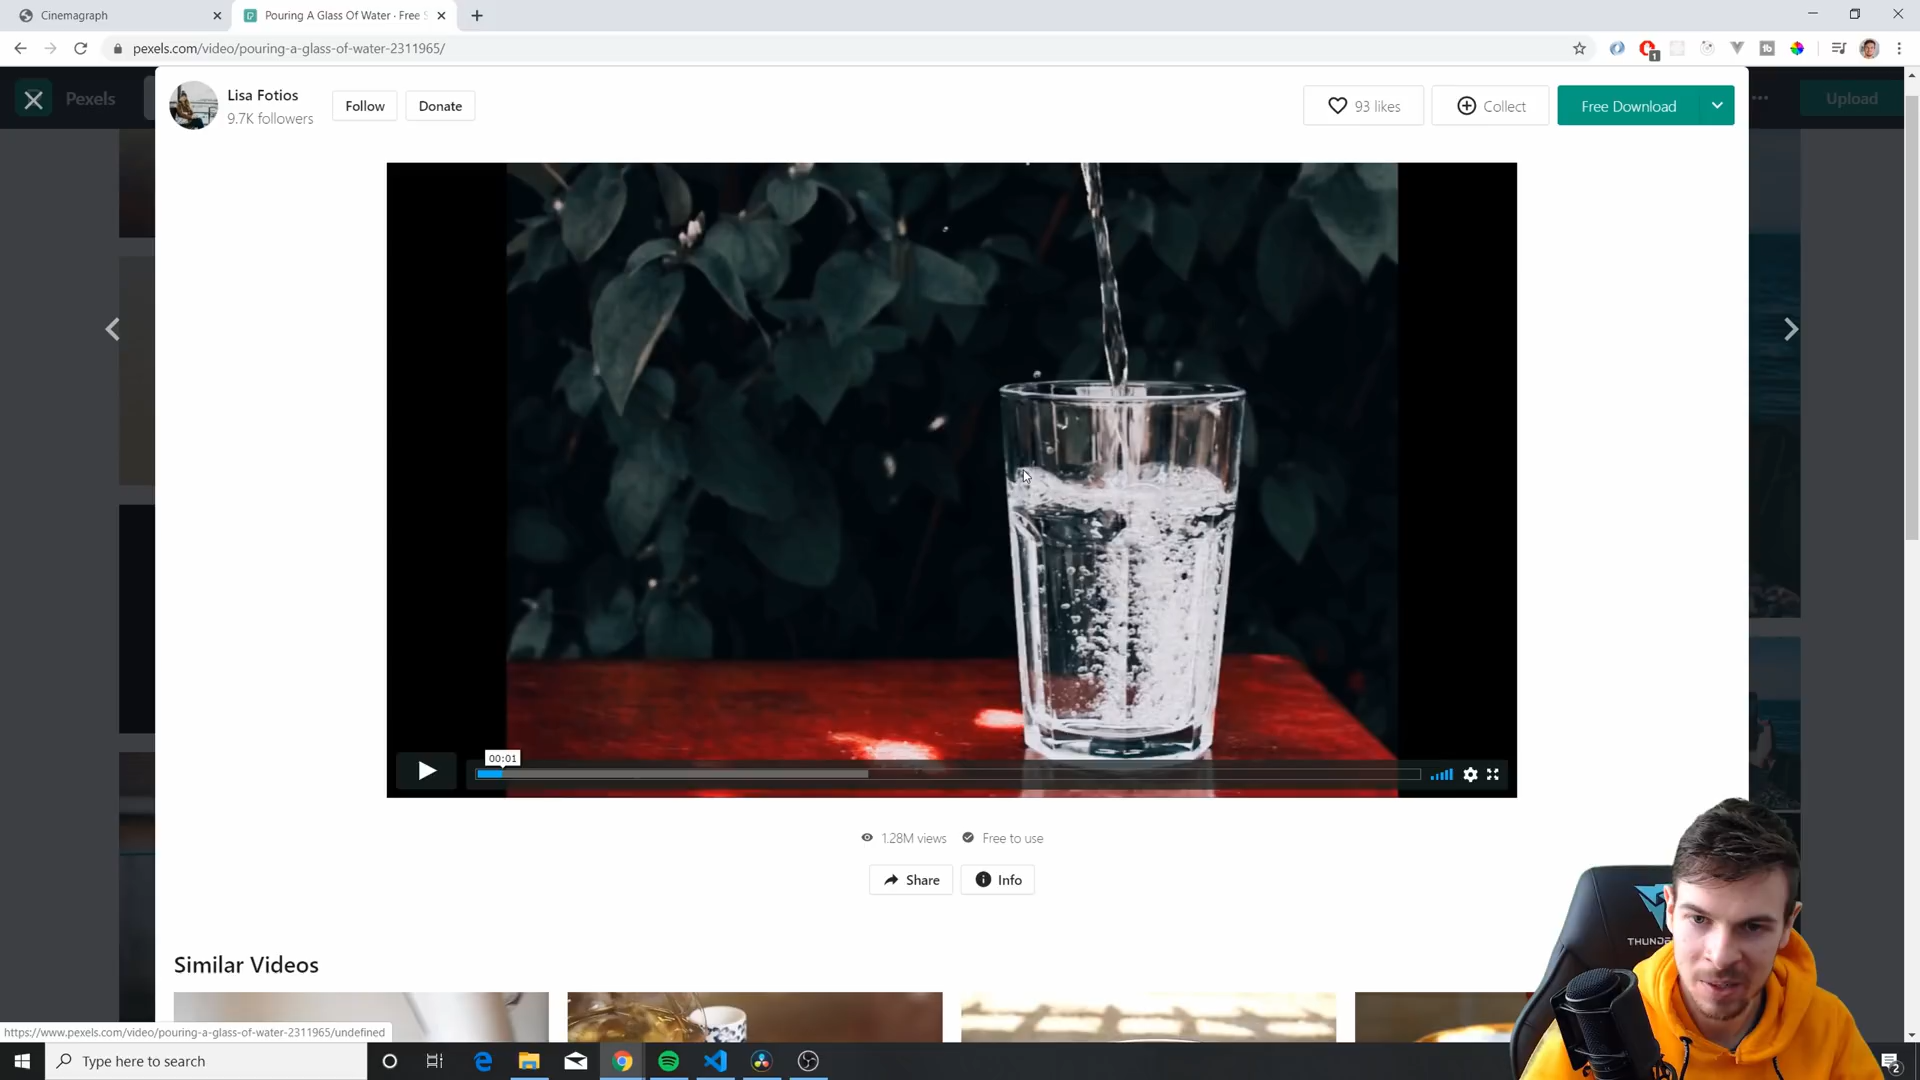 Cinemagraph
Pouring A Glass Of Water · Free S
pexels.com/video/pouring-a-glass-of-water-2311965/
1
Pexels
Lisa Fotios
9.7K followers
Follow
Donate
93 likes
Collect
Free Download
Upload
00:01
1.28M views
Free to use
Share
Info
Similar Videos
https://www.pexels.com/video/pouring-a-glass-of-water-2311965/undefined
Type here to search
2